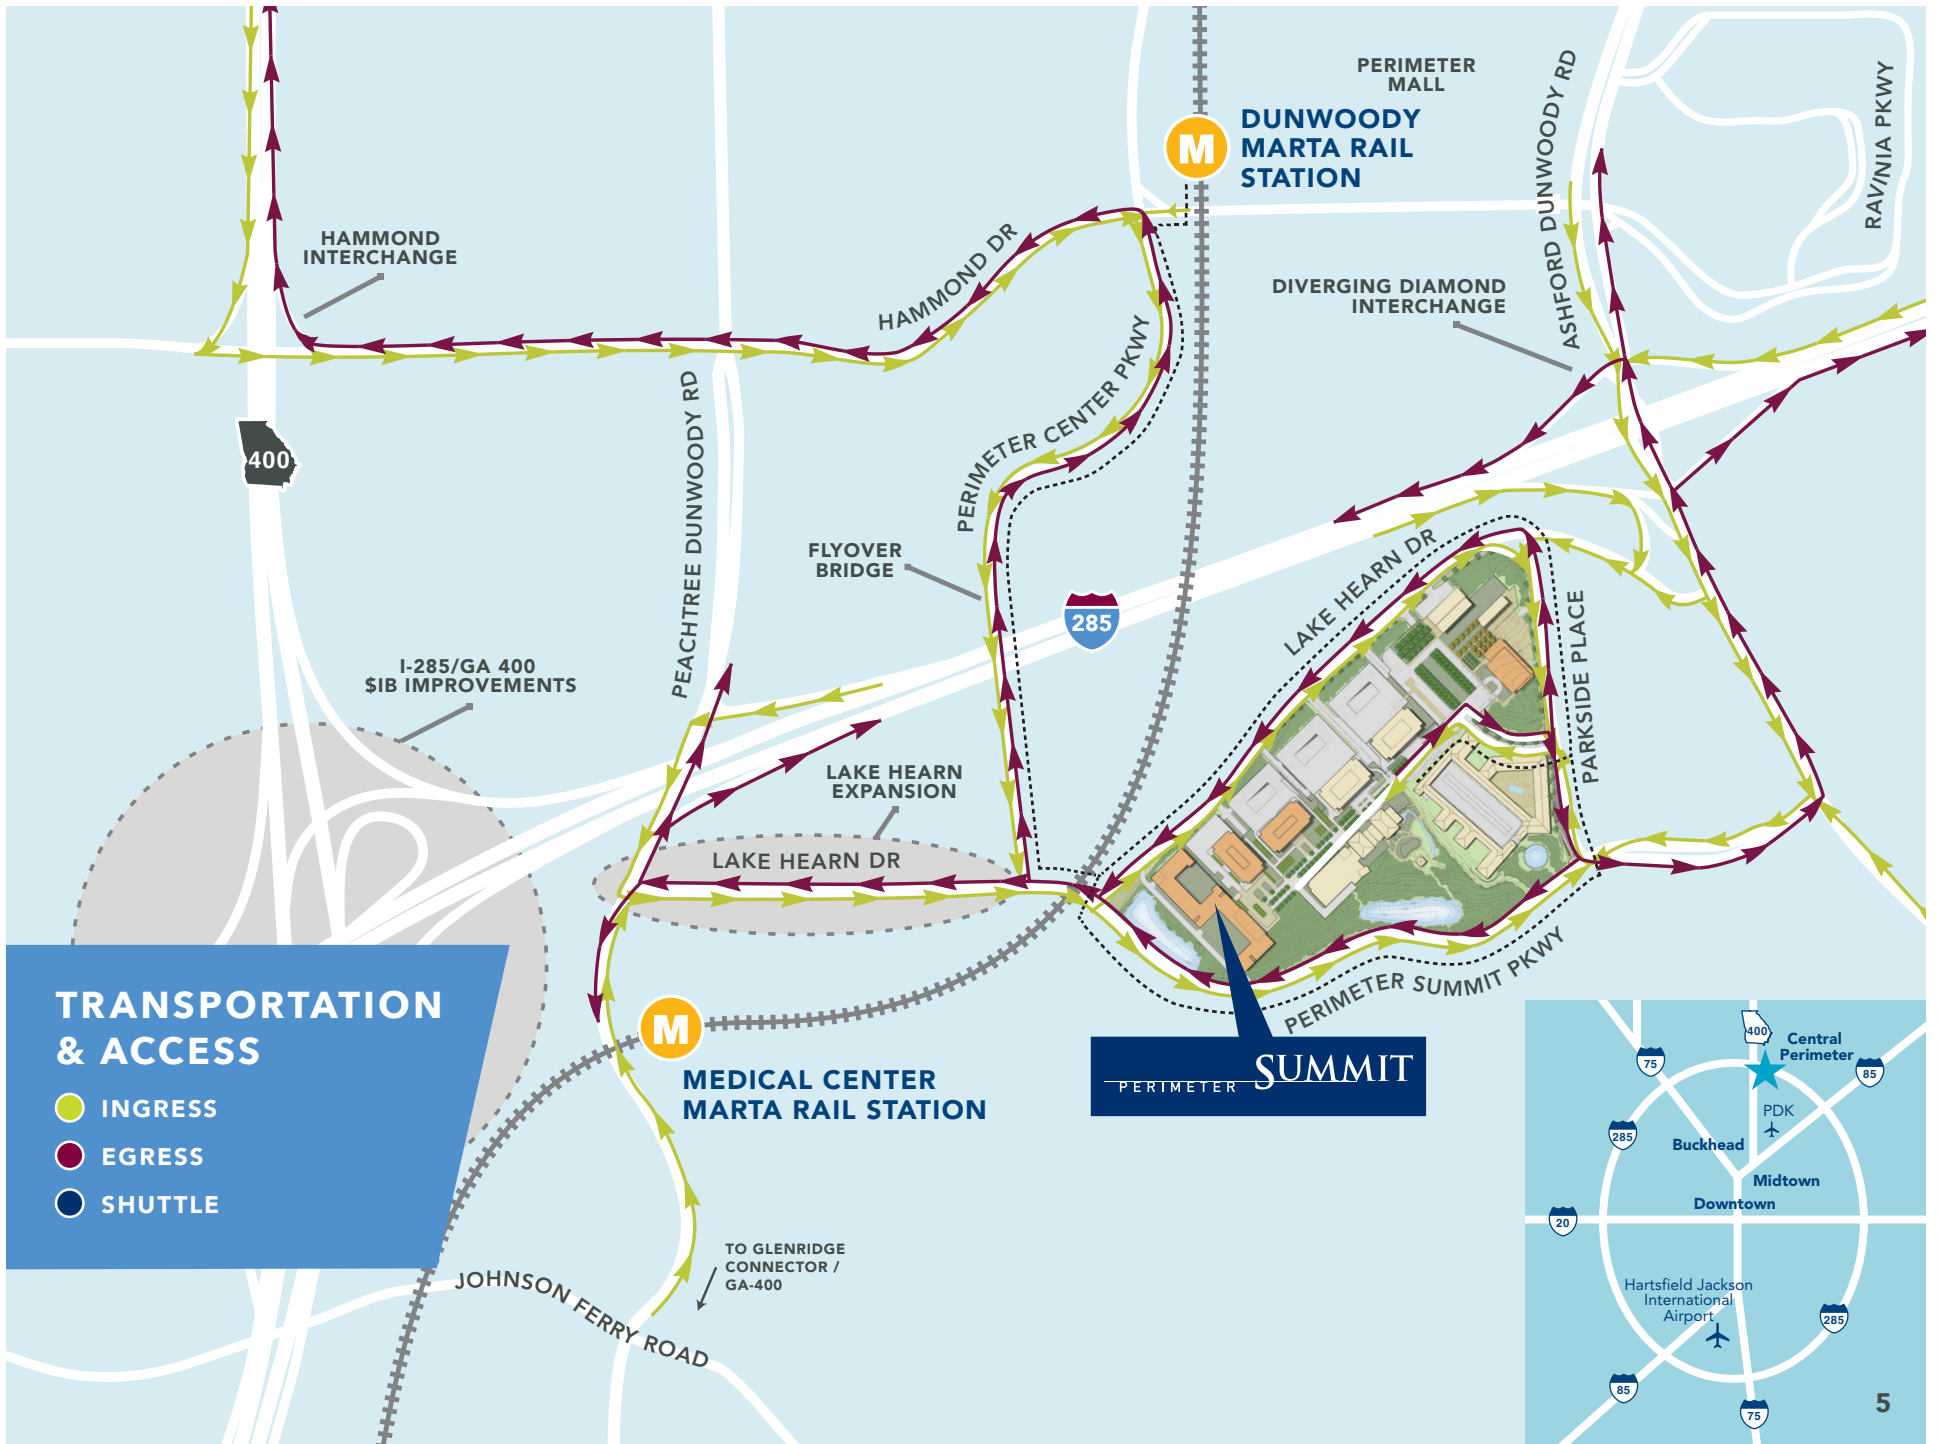 PERIMETER
MALL
DUNWOODY
MARTA RAIL
STATION
M
ASHFORD DUNWOODY RD
RAVINIA PKWY
HAMMOND
INTERCHANGE
HAMMOND DR
DIVERGING DIAMOND
INTERCHANGE
PERIMETER CENTER PKWY
PEACHTREE DUNWOODY RD
400
FLYOVER
BRIDGE
285
LAKE HEARN DR
PARKSIDE PLACE
I-285/GA 400
$IB IMPROVEMENTS
LAKE HEARN
EXPANSION
LAKE HEARN DR
PERIMETER SUMMIT PKWY
PERIMETER SUMMIT
M
MEDICAL CENTER
MARTA RAIL STATION
TRANSPORTATION
& ACCESS
INGRESS
EGRESS
SHUTTLE
TO GLENRIDGE
CONNECTOR /
GA-400
JOHNSON FERRY ROAD
400
Central
Perimeter
75
85
PDK
285
Buckhead
Midtown
Downtown
20
Hartsfield Jackson
International
Airport
285
85
75
5